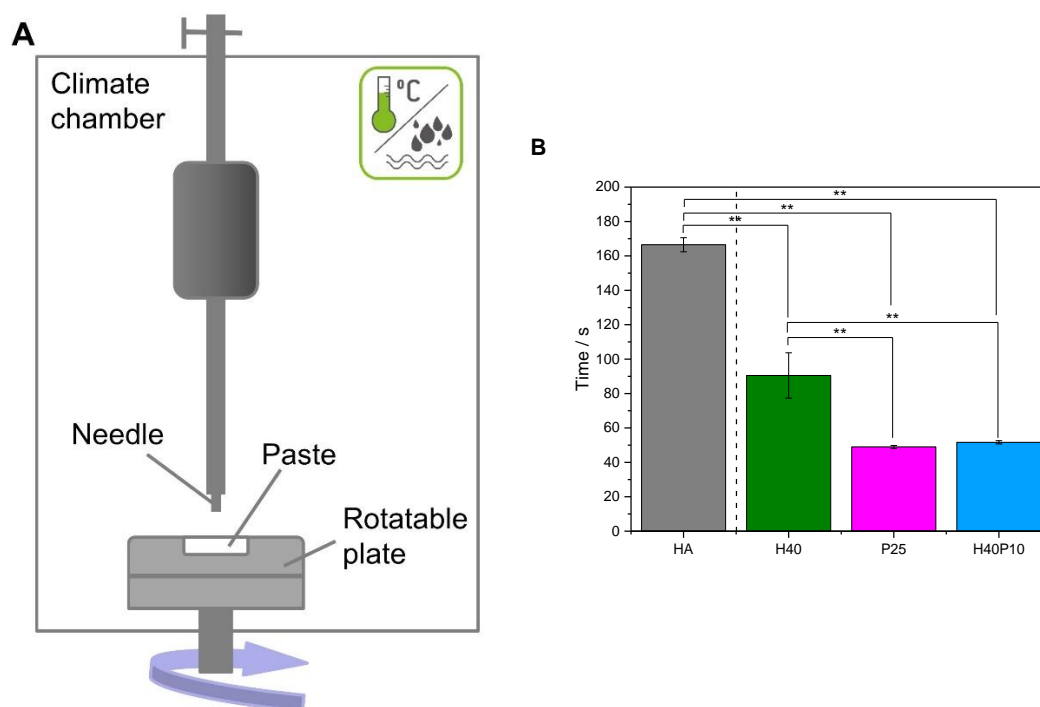 A
Climate
chamber
°C
Needle
Paste
Rotatable
plate
B
Time / s
200
180
160
140
120
100
80
60
40
20
0
**
**
**
**
**
HA
H40
P25
H40P10